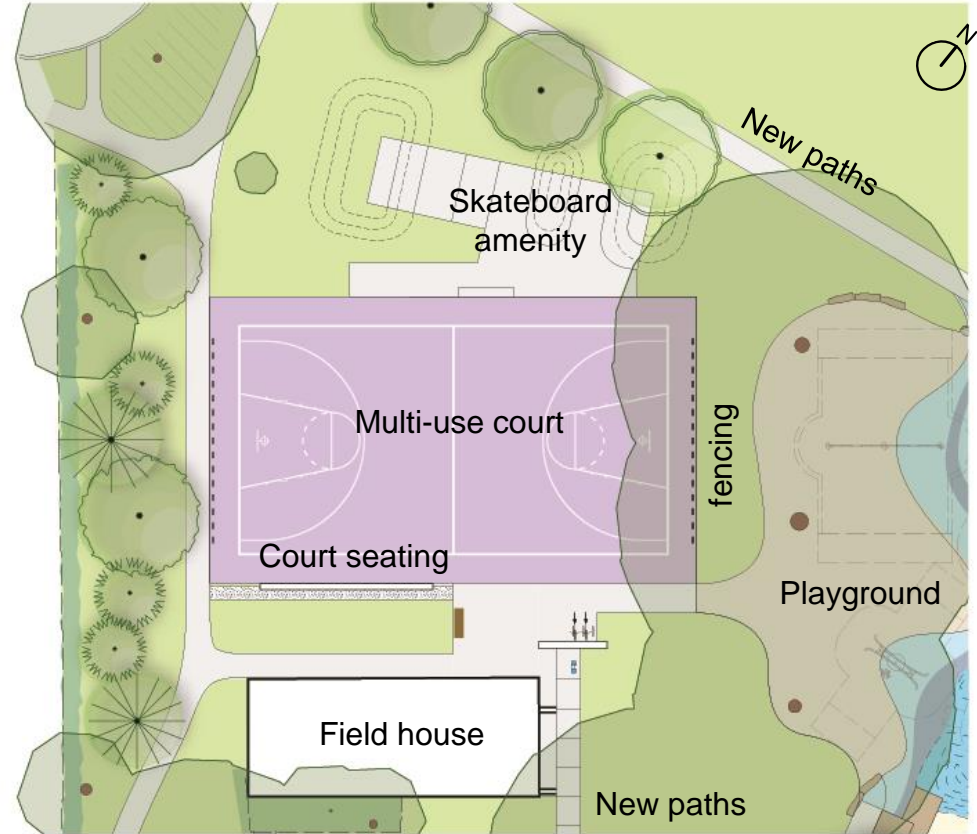 N
New paths
Skateboard
amenity
Multi-use court
fencing
Court seating
Playground
Field house
New paths